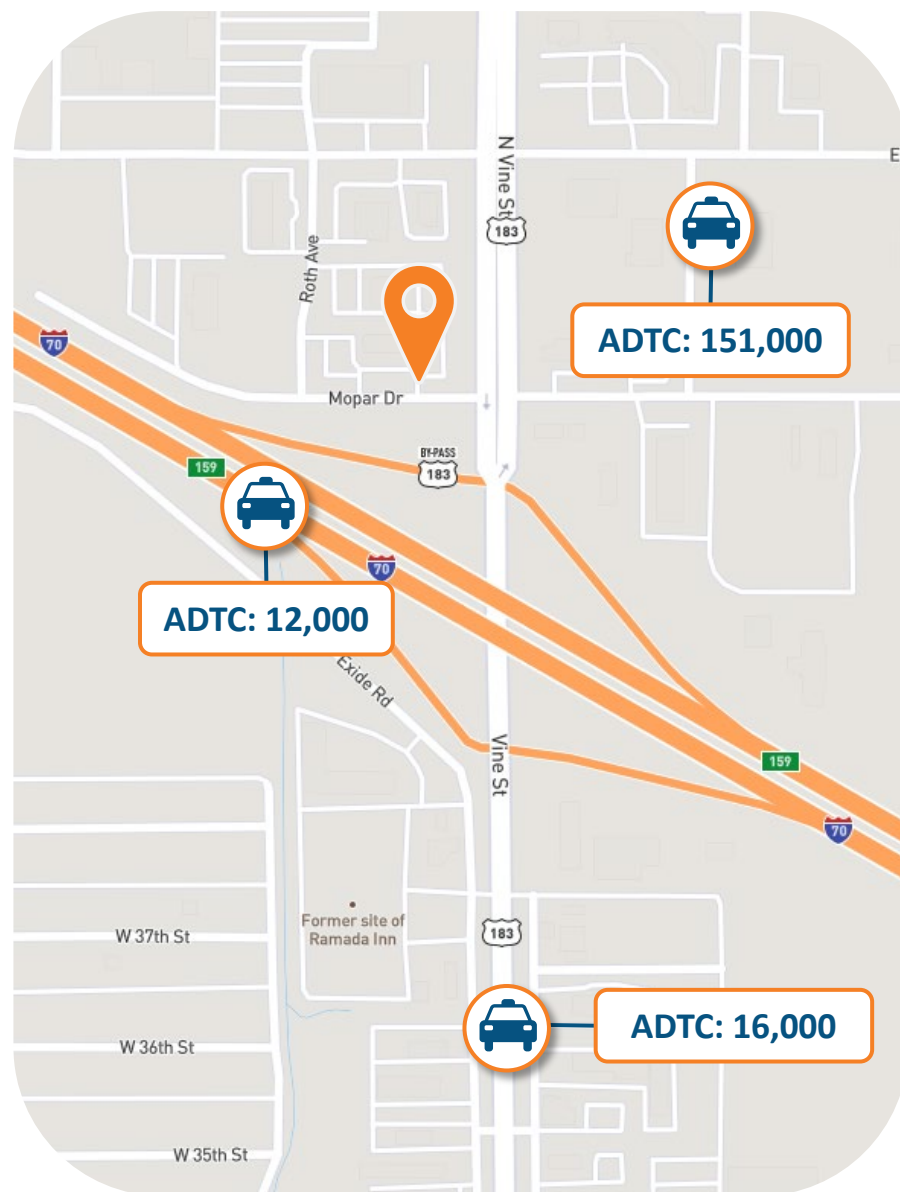 N Vine St
183
E
Roth Ave
ADTC: 151,000
70
Mopar Dr
BY-PASS
183
159
70
ADTC: 12,000
Exide Rd
Vine St
159
70
Former site of
Ramada Inn
183
W 37th St
ADTC: 16,000
W 36th St
W 35th St